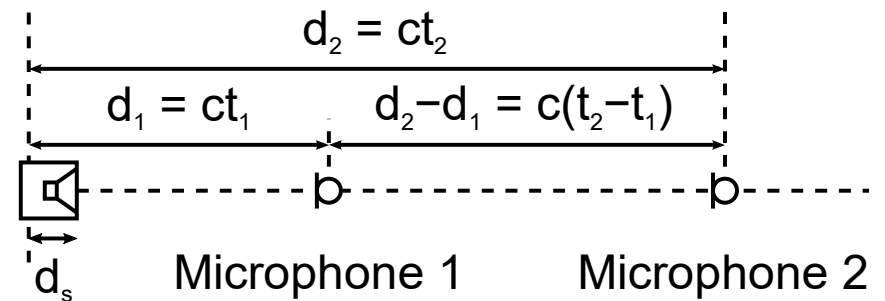 d₂ = ct₂
d₁ = ct₁ d₂−d₁ = c(t₂−t₁)
dₛ Microphone 1 Microphone 2